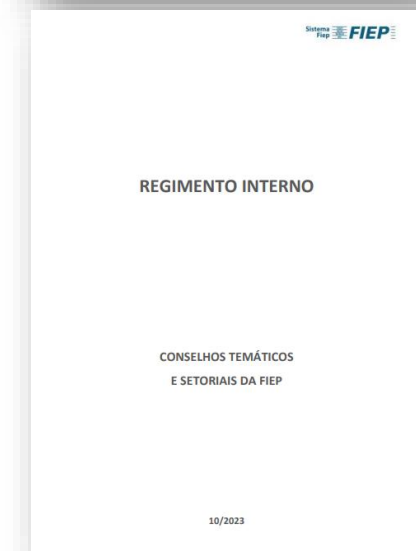 Sistema
Fiep FIEP
REGIMENTO INTERNO
CONSELHOS TEMÁTICOS
E SETORIAIS DA FIEP
10/2023